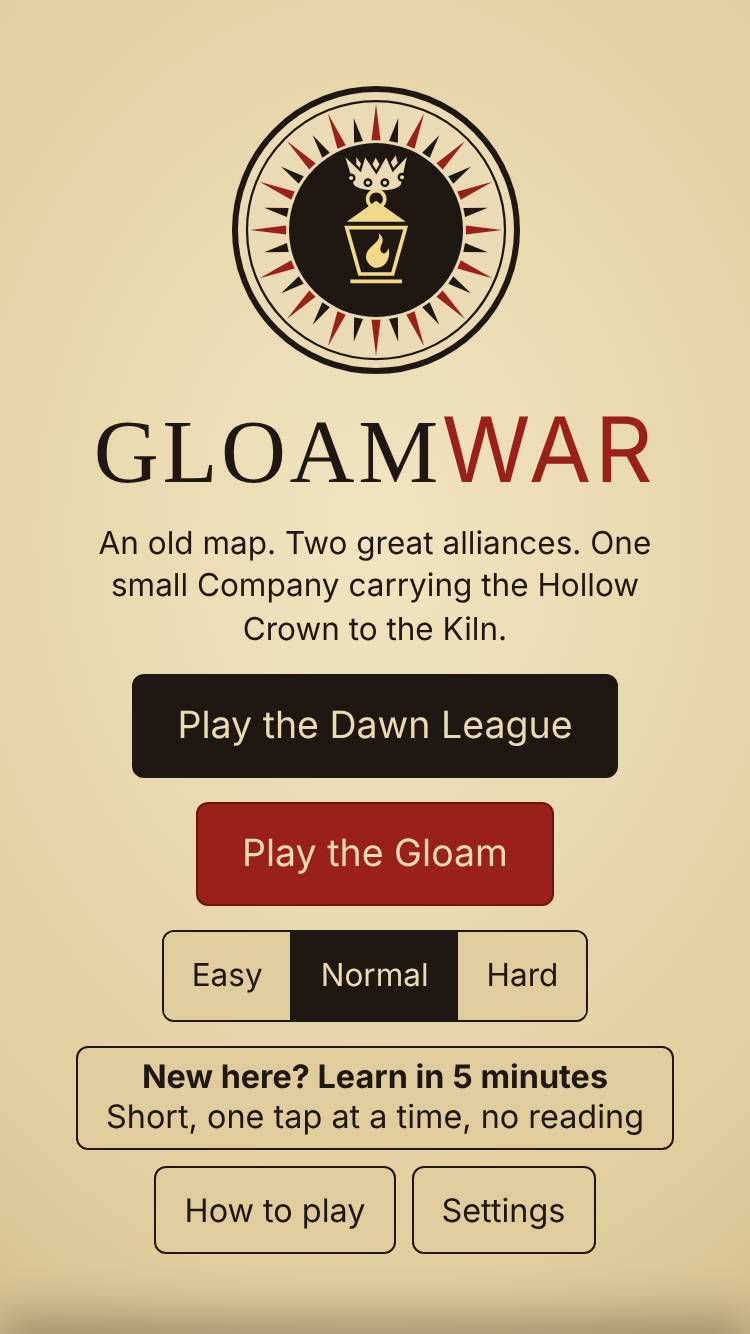 GLOAMWAR
An old map. Two great alliances. One
small Company carrying the Hollow
Crown to the Kiln.
Play the Dawn League
Play the Gloam
Easy Normal Hard
New here? Learn in 5 minutes
Short, one tap at a time, no reading
How to play Settings